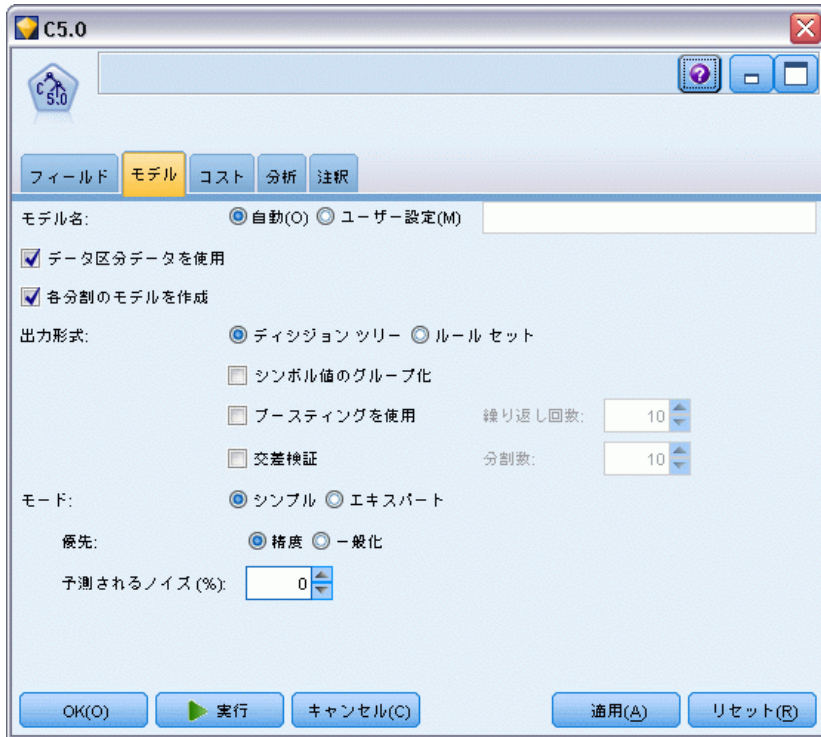 C5.0
C 5.0
フィールド モデル コスト 分析 注釈
モデル名: 自動(O) ユーザー設定(M)
データ区分データを使用
各分割のモデルを作成
出力形式: ディシジョン ツリー ルール セット
シンボル値のグループ化
ブースティングを使用 繰り返し回数: 10
交差検証 分割数: 10
モード: シンプル エキスパート
優先: 精度 一般化
予測されるノイズ(%): 0
OK(O) 実行 キャンセル(C) 適用(A) リセット(R)